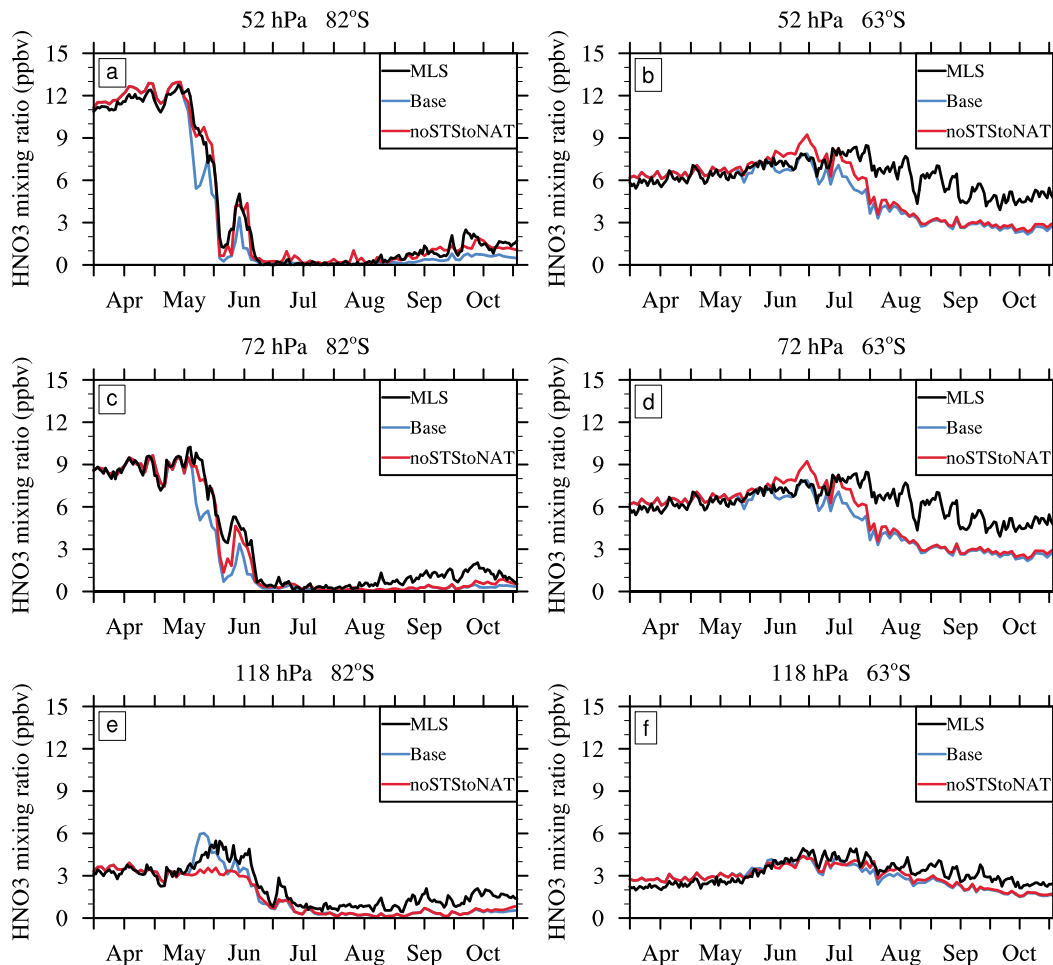 52 hPa 82°S
HNO3 mixing ratio (ppbv)
15
12
9
6
3
0
a
MLS
Base
noSTStoNAT
Apr May Jun Jul Aug Sep Oct
52 hPa 63°S
HNO3 mixing ratio (ppbv)
15
12
9
6
3
0
b
MLS
Base
noSTStoNAT
Apr May Jun Jul Aug Sep Oct
72 hPa 82°S
HNO3 mixing ratio (ppbv)
15
12
9
6
3
0
c
MLS
Base
noSTStoNAT
Apr May Jun Jul Aug Sep Oct
72 hPa 63°S
HNO3 mixing ratio (ppbv)
15
12
9
6
3
0
d
MLS
Base
noSTStoNAT
Apr May Jun Jul Aug Sep Oct
118 hPa 82°S
HNO3 mixing ratio (ppbv)
15
12
9
6
3
0
e
MLS
Base
noSTStoNAT
Apr May Jun Jul Aug Sep Oct
118 hPa 63°S
HNO3 mixing ratio (ppbv)
15
12
9
6
3
0
f
MLS
Base
noSTStoNAT
Apr May Jun Jul Aug Sep Oct